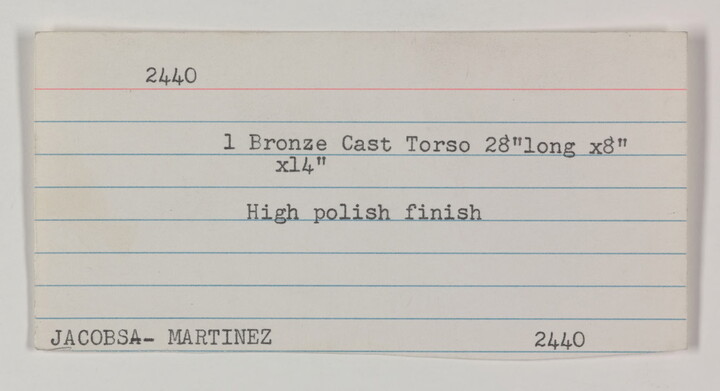 2440
1 Bronze Cast Torso 28"long x8"
x14"
High polish finish
JACOBSA- MARTINEZ
2440